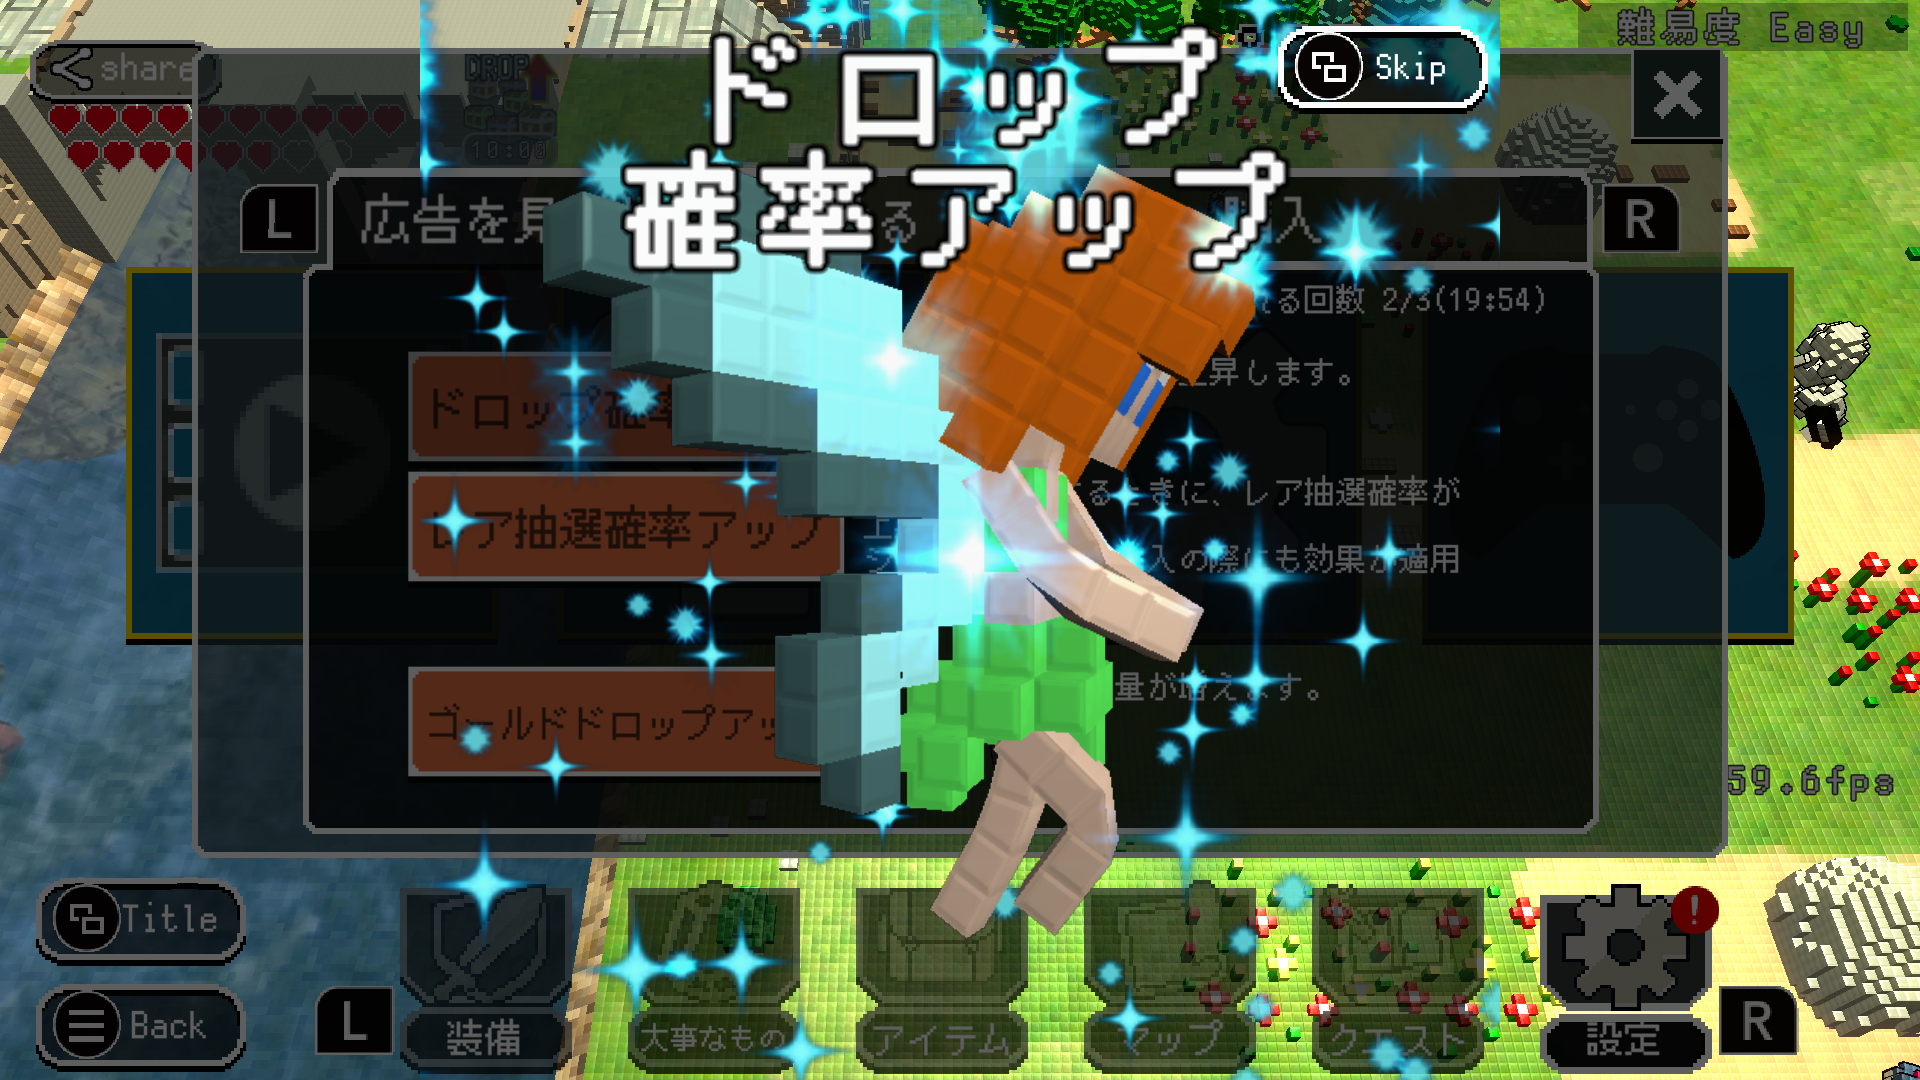 難易度 Easy
share
ドロップ
確率アップ
Skip
DROP
10:00
L
広告を見
る
購入
R
る回数 2/3(19:54)
ドロップ確率
上昇します。
レア抽選確率アップ
るときに、レア抽選確率が
入の際にも効果が適用
ゴールドドロップアッ
量が増えます。
59.6fps
Title
Back
L
装備
大事なもの
アイテム
マップ
クエスト
設定
!
R